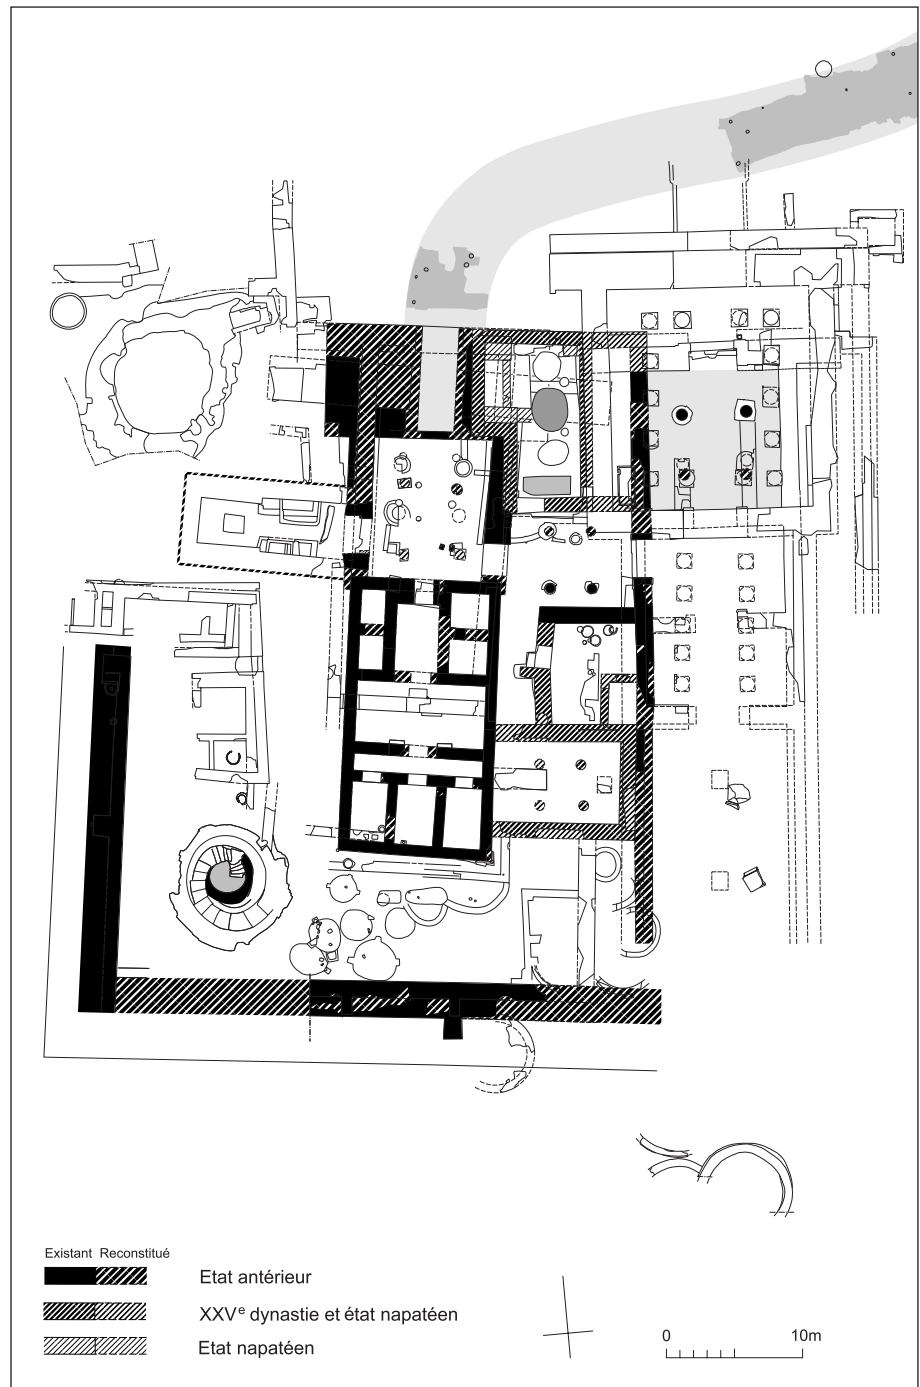 Existant Reconstitué
Etat antérieur
XXVe dynastie et état napatéen
Etat napatéen
0 10m